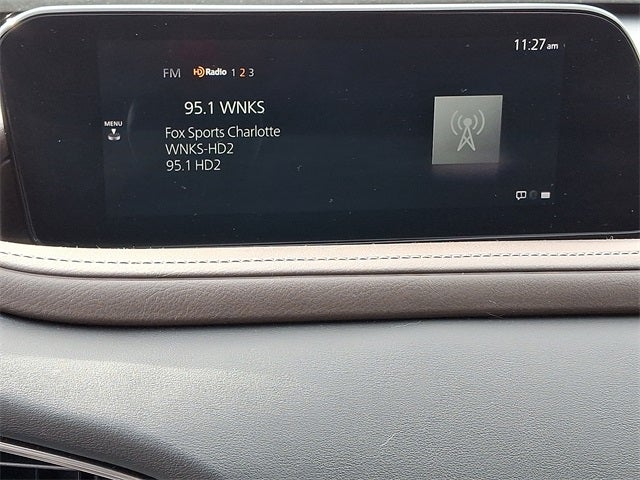 11:27am
FM HD Radio 1 2 3
95.1 WNKS
MENU
Fox Sports Charlotte
WNKS-HD2
95.1 HD2